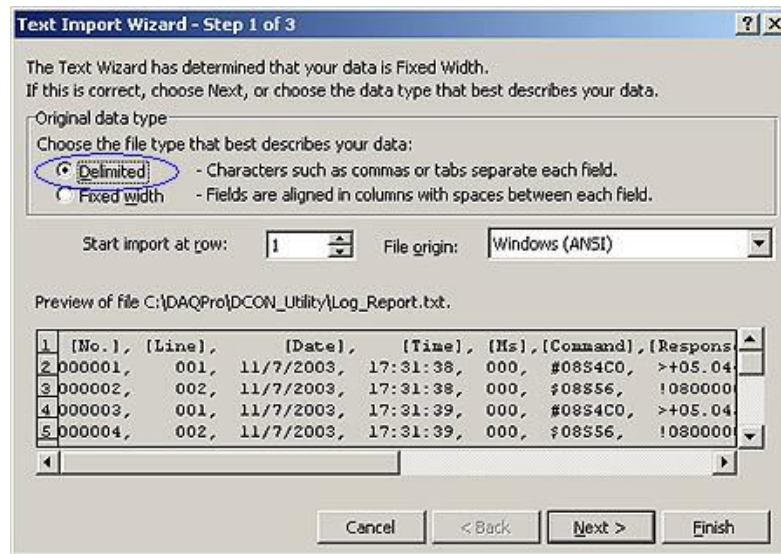 Text Import Wizard - Step 1 of 3
The Text Wizard has determined that your data is Fixed Width.
If this is correct, choose Next, or choose the data type that best describes your data.
Original data type
Choose the file type that best describes your data:
Delimited - Characters such as commas or tabs separate each field.
Fixed width - Fields are aligned in columns with spaces between each field.
Start import at row: 1 File origin: Windows (ANSI)
Preview of file C:\DAQPro\DCON_Utility\Log_Report.txt.
1 [No.], [Line], [Date], [Time], [Ms],[Command],[Respons
2 000001, 001, 11/7/2003, 17:31:38, 000, #08S4C0, >+05.04
3 000002, 002, 11/7/2003, 17:31:38, 000, $08S56, !080000
4 000003, 001, 11/7/2003, 17:31:39, 000, #08S4C0, >+05.04
5 000004, 002, 11/7/2003, 17:31:39, 000, $08S56, !080000
Cancel < Back Next > Finish